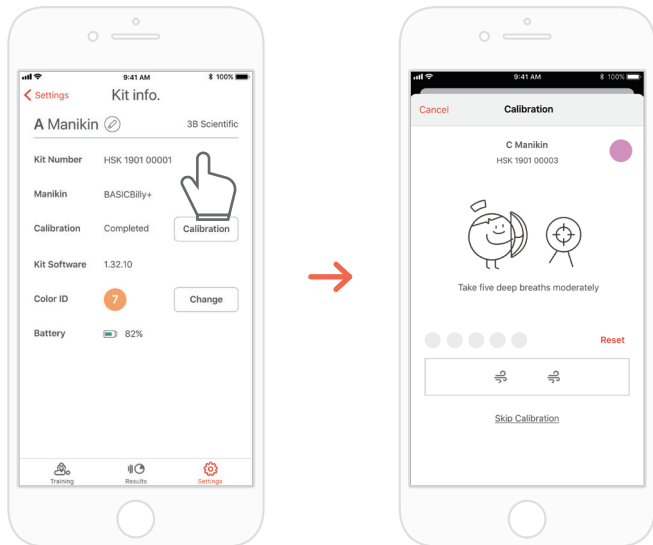 9:41 AM
100%
Settings
Kit info.
A Manikin
3B Scientific
Kit Number
HSK 1901 00001
Manikin
BASICBilly+
Calibration
Completed
Calibration
Kit Software
1.32.10
Color ID
7
Change
Battery
82%
Training
Results
Settings
9:41 AM
100%
Cancel
Calibration
C Manikin
HSK 1901 00003
Take five deep breaths moderately
Reset
Skip Calibration